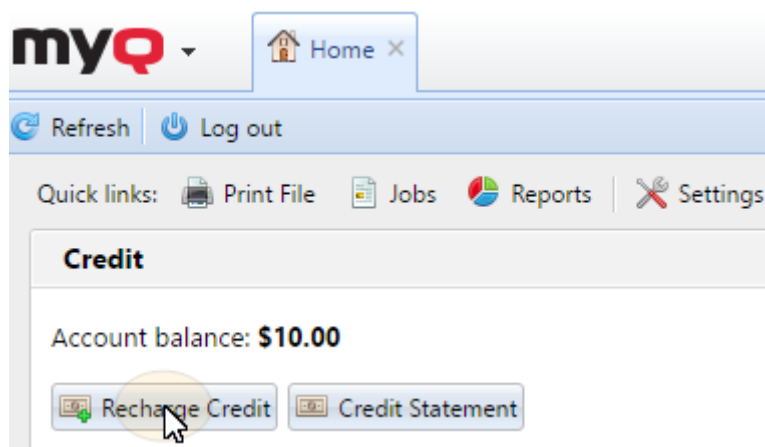 myQ
Home
Refresh Log out
Quick links: Print File Jobs Reports Settings
Credit
Account balance: $10.00
Recharge Credit Credit Statement